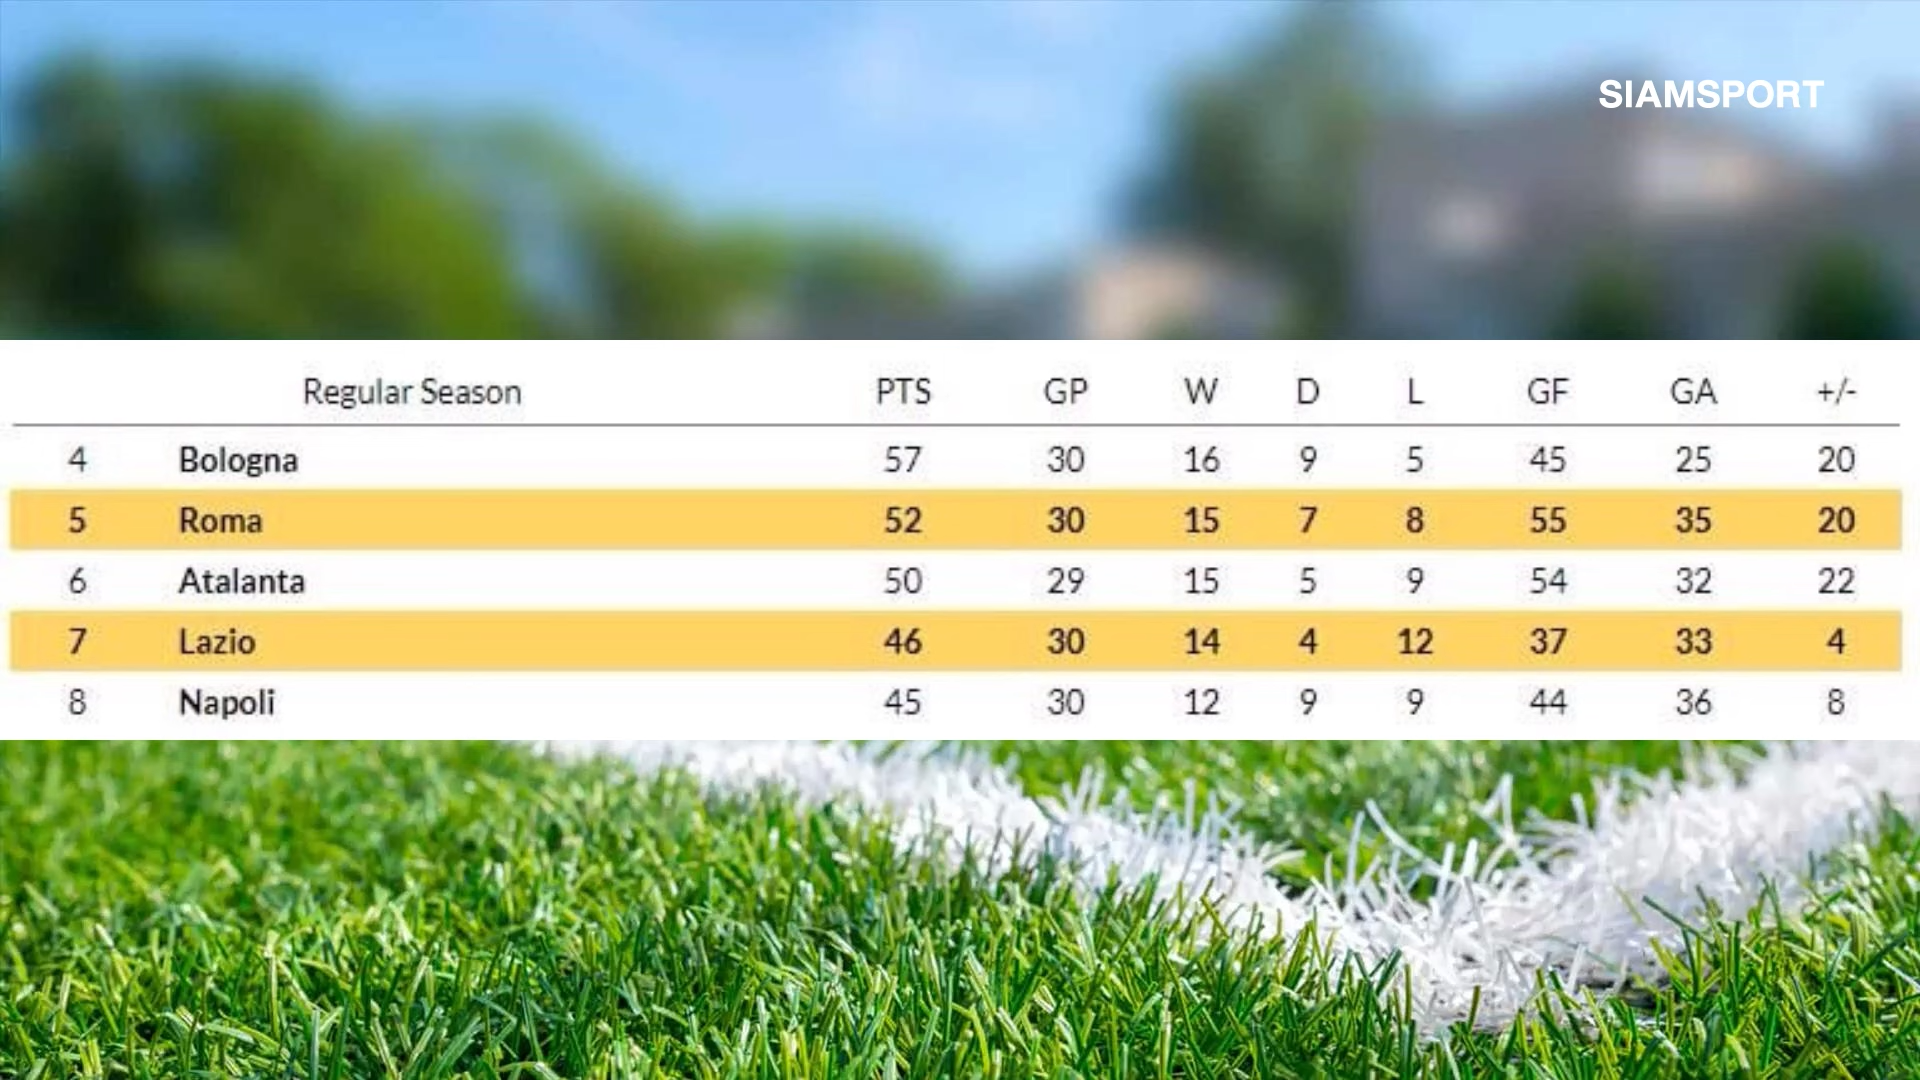 SIAMSPORT
Regular Season PTS GP W D L GF GA +/-
4 Bologna 57 30 16 9 5 45 25 20
5 Roma 52 30 15 7 8 55 35 20
6 Atalanta 50 29 15 5 9 54 32 22
7 Lazio 46 30 14 4 12 37 33 4
8 Napoli 45 30 12 9 9 44 36 8